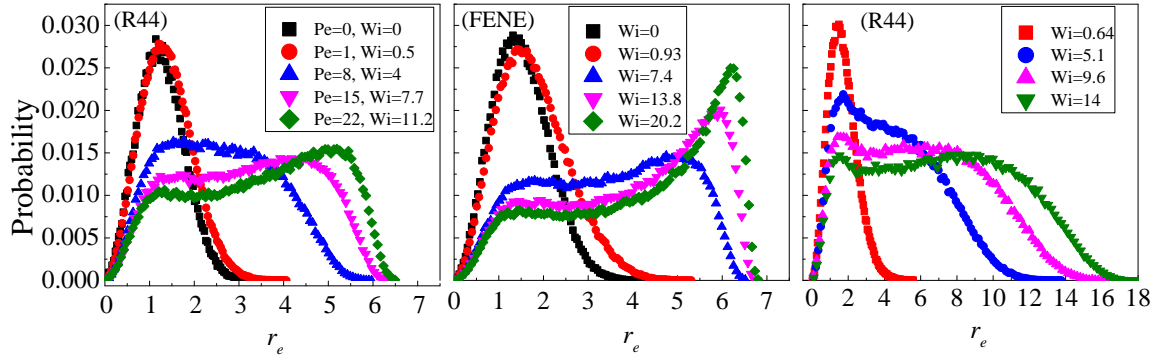 Probability
0.030
0.025
0.020
0.015
0.010
0.005
0.000
(R44)
Pe=0, Wi=0
Pe=1, Wi=0.5
Pe=8, Wi=4
Pe=15, Wi=7.7
Pe=22, Wi=11.2
0 1 2 3 4 5 6 7
r_e
(FENE)
Wi=0
Wi=0.93
Wi=7.4
Wi=13.8
Wi=20.2
0 1 2 3 4 5 6 7
r_e
(R44)
Wi=0.64
Wi=5.1
Wi=9.6
Wi=14
0 2 4 6 8 10 12 14 16 18
r_e